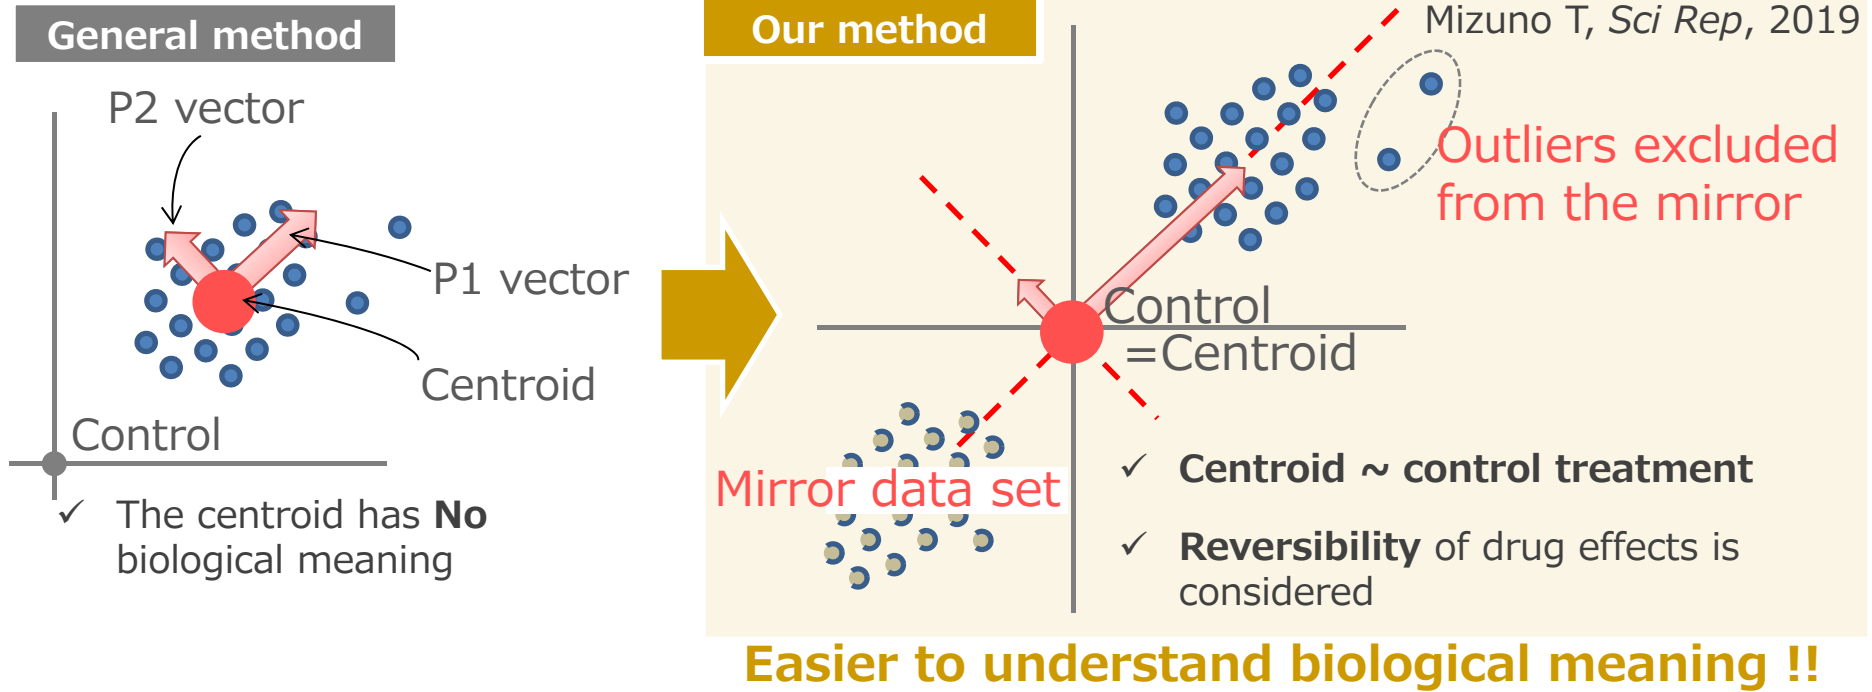 General method
P2 vector
P1 vector
Centroid
Control
✓ The centroid has No
biological meaning
Our method
Mizuno T, Sci Rep, 2019
Outliers excluded
from the mirror
Control
=Centroid
Mirror data set
✓ Centroid ~ control treatment
✓ Reversibility of drug effects is
considered
Easier to understand biological meaning !!